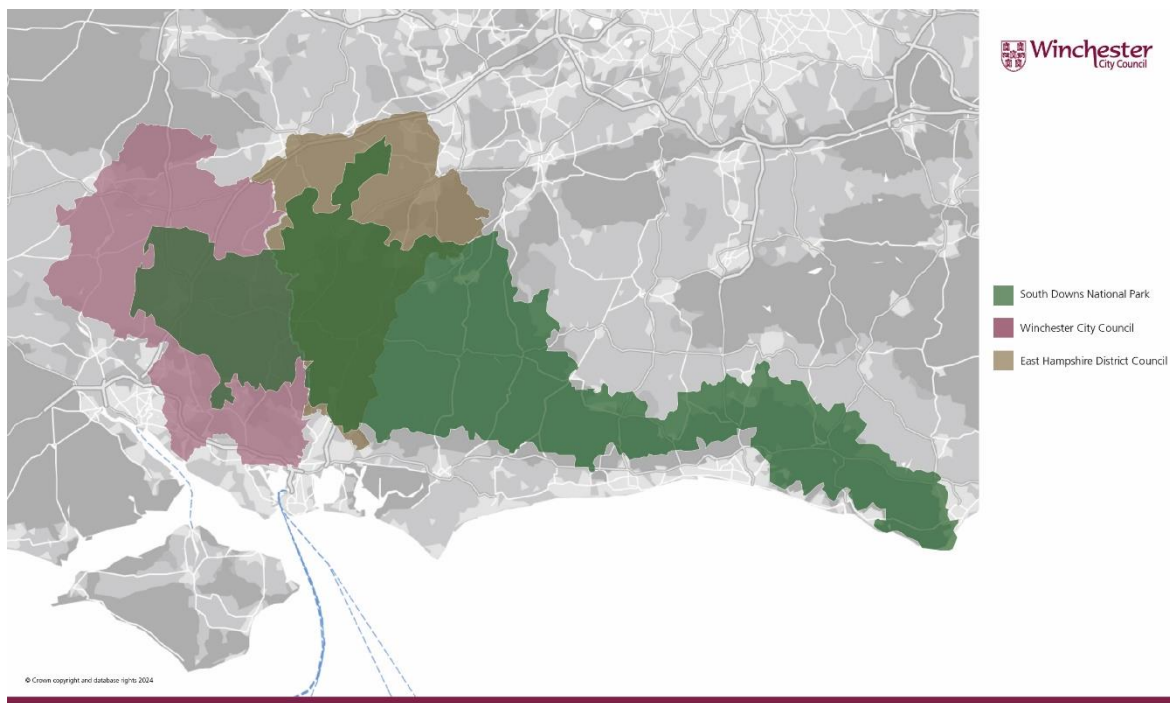 Winchester
City Council
South Downs National Park
Winchester City Council
East Hampshire District Council
© Crown copyright and database rights 2024